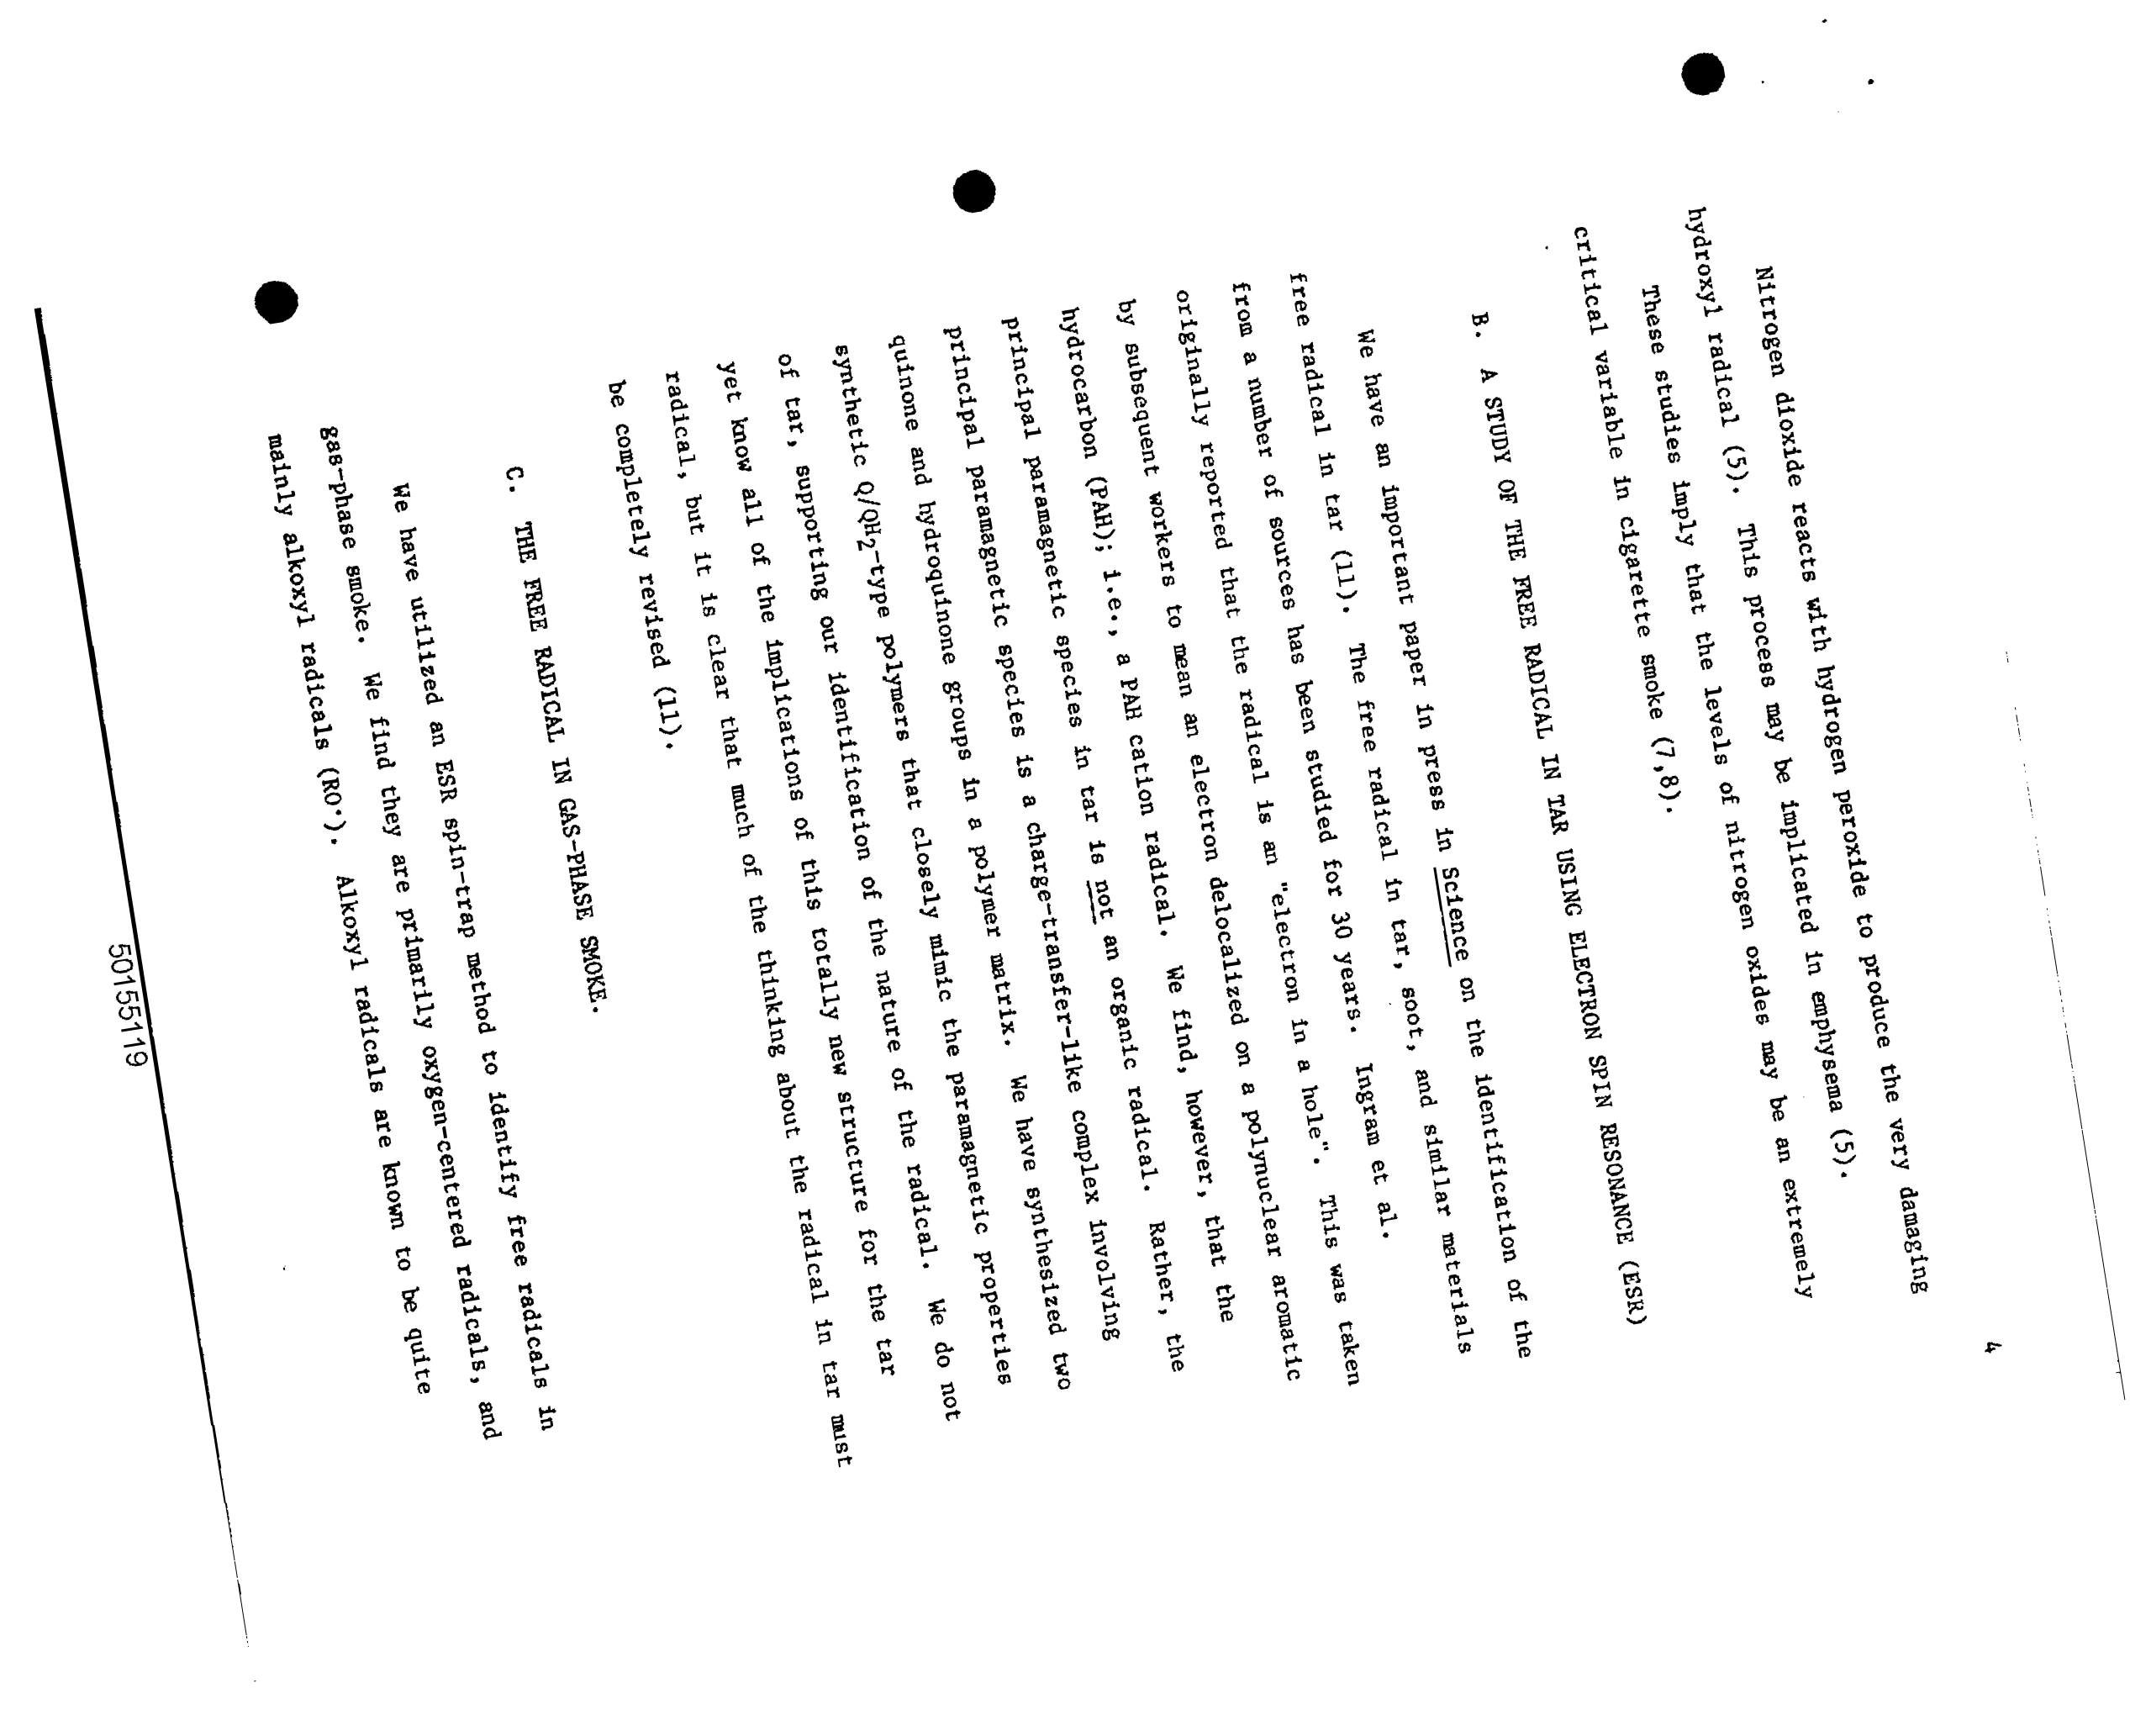 4
Nitrogen dioxide reacts with hydrogen peroxide to produce the very damaging
hydroxyl radical (5). This process may be implicated in emphysema (5).
These studies imply that the levels of nitrogen oxides may be an extremely
critical variable in cigarette smoke (7,8).
B. A STUDY OF THE FREE RADICAL IN TAR USING ELECTRON SPIN RESONANCE (ESR)
We have an important paper in press in Science on the identification of the
free radical in tar (11). The free radical in tar, soot, and similar materials
from a number of sources has been studied for 30 years. Ingram et al.
originally reported that the radical is an "electron in a hole". This was taken
by subsequent workers to mean an electron delocalized on a polynuclear aromatic
hydrocarbon (PAH); i.e., a PAH cation radical. We find, however, that the
principal paramagnetic species in tar is not an organic radical. Rather, the
principal paramagnetic species is a charge-transfer-like complex involving
quinone and hydroquinone groups in a polymer matrix. We have synthesized two
synthetic Q/QH2-type polymers that closely mimic the paramagnetic properties
of tar, supporting our identification of the nature of the radical. We do not
yet know all of the implications of this totally new structure for the tar
radical, but it is clear that much of the thinking about the radical in tar must
be completely revised (11).
C. THE FREE RADICAL IN GAS-PHASE SMOKE.
We have utilized an ESR spin-trap method to identify free radicals in
gas-phase smoke. We find they are primarily oxygen-centered radicals, and
mainly alkoxyl radicals (RO·). Alkoxyl radicals are known to be quite
50155119